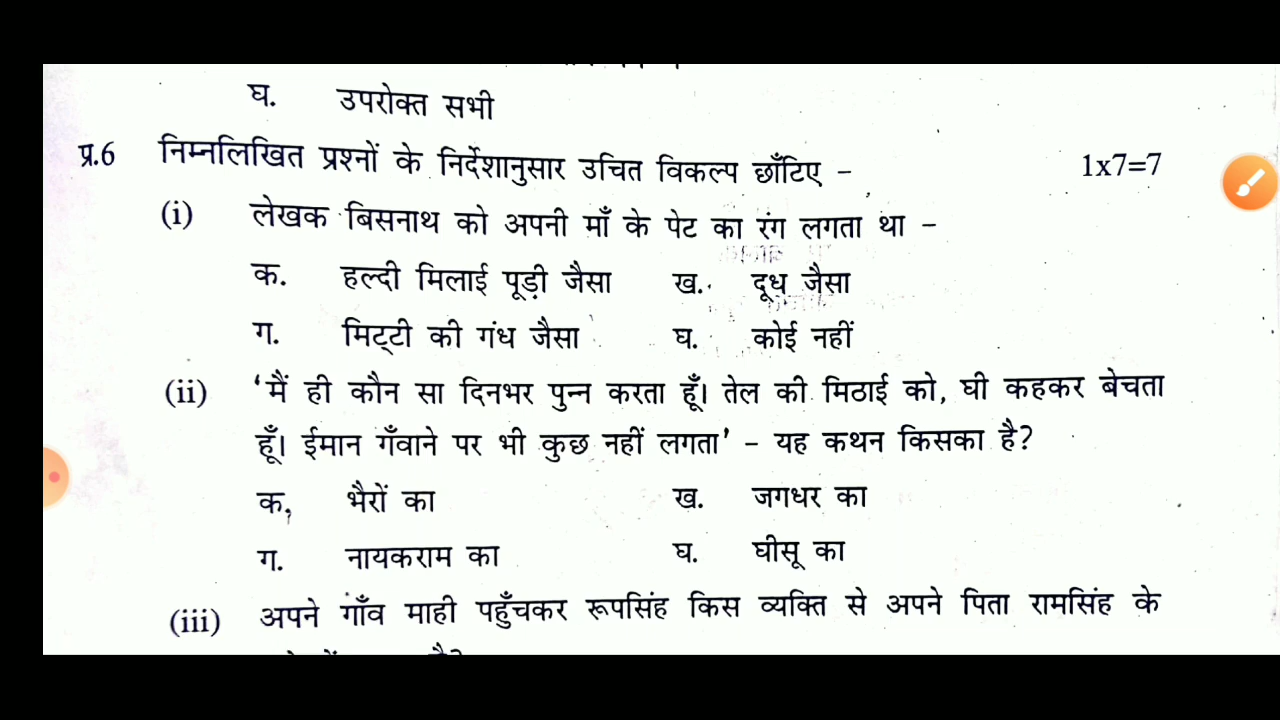 घ. उपरोक्त सभी
प्र.6 निम्नलिखित प्रश्नों के निर्देशानुसार उचित विकल्प छाँटिए – 1x7=7
(i) लेखक बिसनाथ को अपनी माँ के पेट का रंग लगता था –
क. हल्दी मिलाई पूड़ी जैसा ख. दूध जैसा
ग. मिट्टी की गंध जैसा घ. कोई नहीं
(ii) 'मैं ही कौन सा दिनभर पुन्न करता हूँ। तेल की मिठाई को, घी कहकर बेचता
हूँ। ईमान गँवाने पर भी कुछ नहीं लगता' – यह कथन किसका है?
क, भैरों का ख. जगधर का
ग. नायकराम का घ. घीसू का
(iii) अपने गाँव माही पहुँचकर रूपसिंह किस व्यक्ति से अपने पिता रामसिंह के